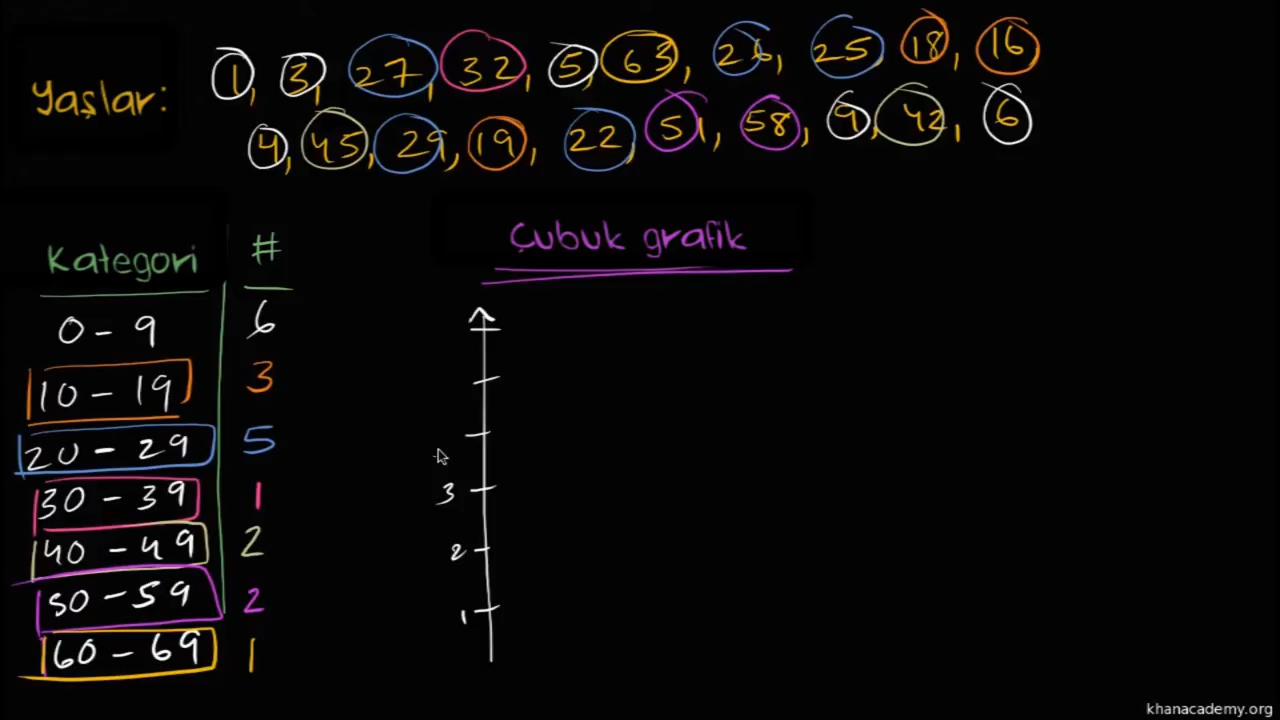 Yaşlar: 1, 3, 27, 32, 5, 63, 26, 25, 18, 16
4, 45, 29, 19, 22, 51, 58, 9, 42, 6
Kategori #
Çubuk grafik
0 - 9 6
10 - 19 3
20 - 29 5
30 - 39 1
40 - 49 2
50 - 59 2
60 - 69 1
3
2
1
khanacademy.org